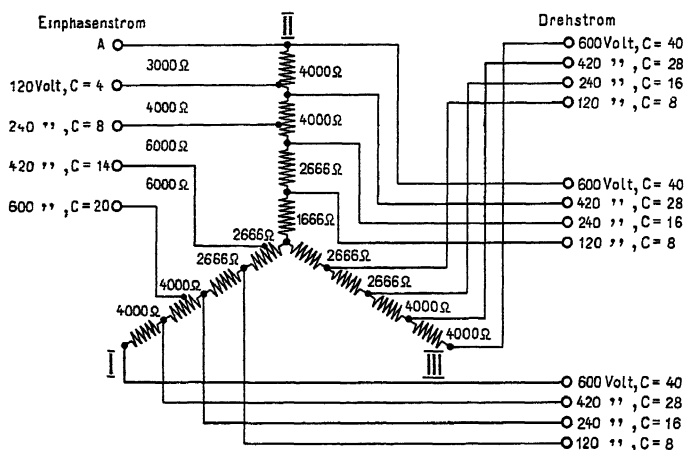 Einphasenstrom
A
3000Ω
120 Volt, C = 4
4000Ω
240 ,, , C = 8
6000Ω
420 ,, , C = 14
6000Ω
600 ,, , C = 20
II
4000Ω
4000Ω
2666Ω
1666Ω
2666Ω
2666Ω
4000Ω
4000Ω
I
2666Ω
2666Ω
4000Ω
4000Ω
III
Drehstrom
600 Volt, C = 40
420 ,, , C = 28
240 ,, , C = 16
120 ,, , C = 8
600 Volt, C = 40
420 ,, , C = 28
240 ,, , C = 16
120 ,, , C = 8
600 Volt, C = 40
420 ,, , C = 28
240 ,, , C = 16
120 ,, , C = 8